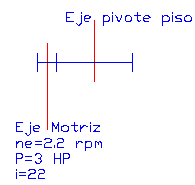 Eje pivote piso
Eje Motriz
ne=2.2 rpm
P=3 HP
i=22